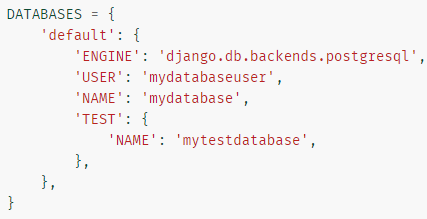 DATABASES = {
    'default': {
        'ENGINE': 'django.db.backends.postgresql',
        'USER': 'mydatabaseuser',
        'NAME': 'mydatabase',
        'TEST': {
            'NAME': 'mytestdatabase',
        },
    },
}